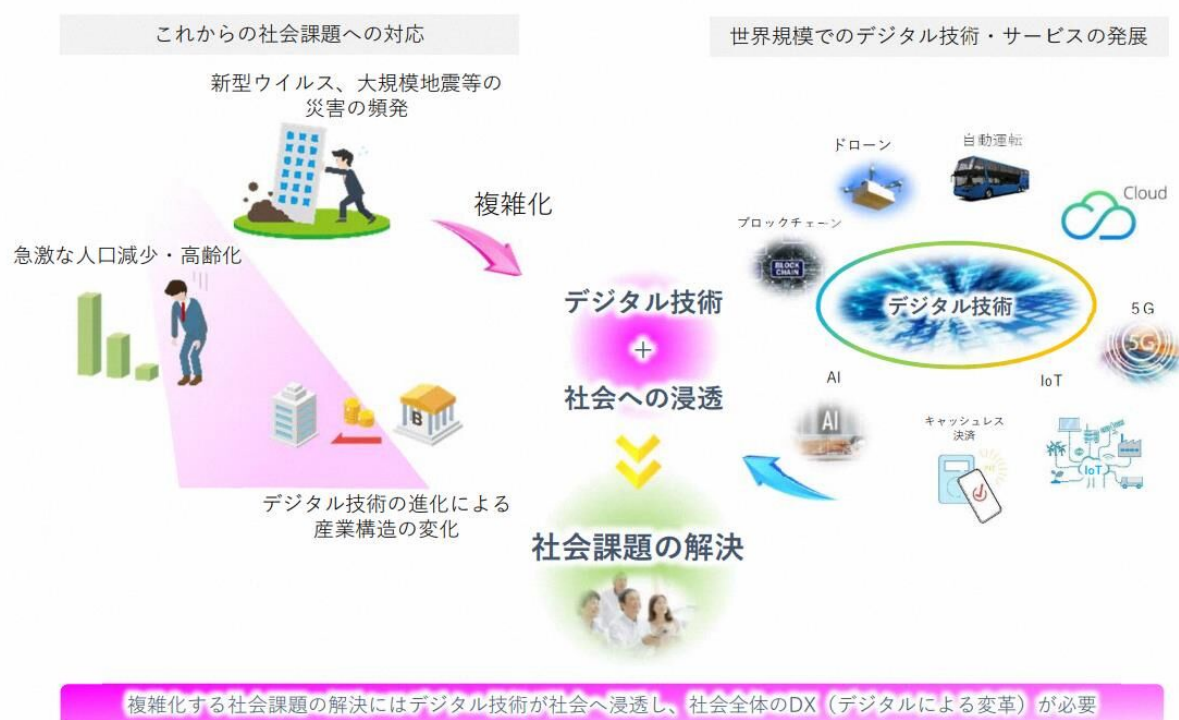 これからの社会課題への対応
新型ウイルス、大規模地震等の
災害の頻発
複雑化
急激な人口減少・高齢化
B
デジタル技術の進化による
産業構造の変化
世界規模でのデジタル技術・サービスの発展
ドローン
自動運転
Cloud
ブロックチェーン
BLOCK
CHAIN
デジタル技術
5G
5G
AI
AI
IoT
IoT
キャッシュレス
決済
デジタル技術
+
社会への浸透
社会課題の解決
複雑化する社会課題の解決にはデジタル技術が社会へ浸透し、社会全体のDX（デジタルによる変革）が必要